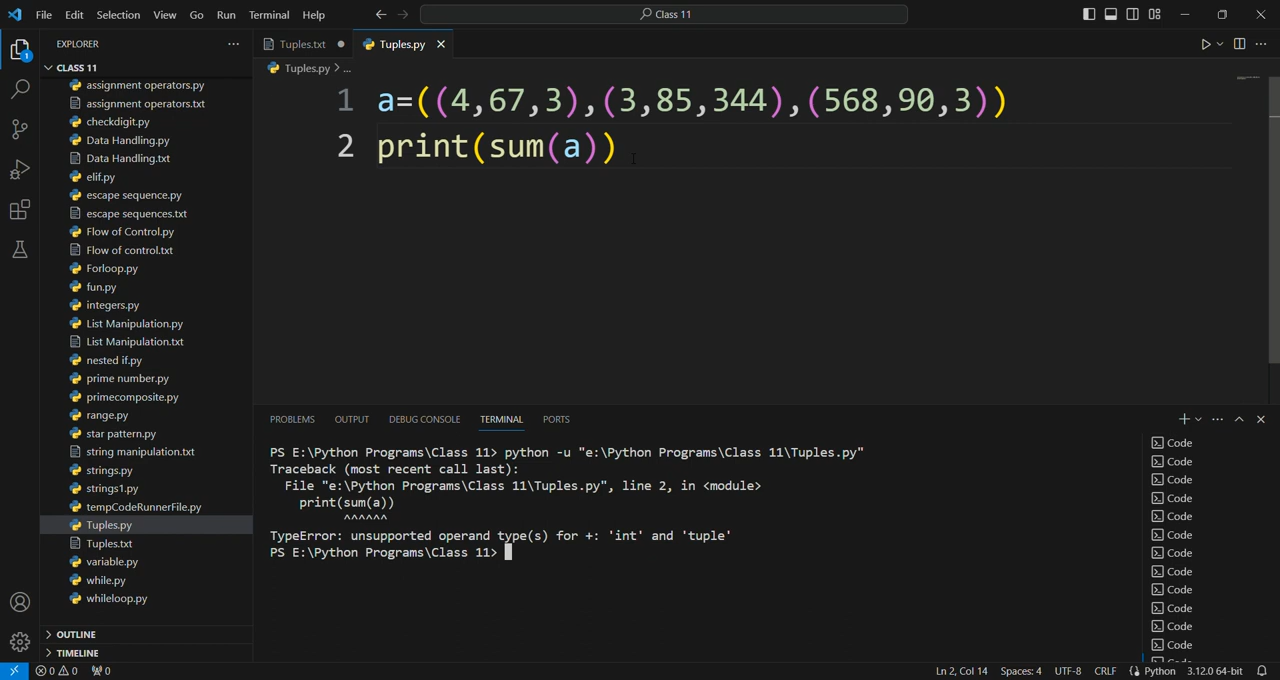 File Edit Selection View Go Run Terminal Help
Class 11
EXPLORER
Tuples.txt
Tuples.py
CLASS 11
Tuples.py > ...
assignment operators.py
assignment operators.txt
checkdigit.py
Data Handling.py
Data Handling.txt
elif.py
escape sequence.py
escape sequences.txt
Flow of Control.py
Flow of control.txt
Forloop.py
fun.py
integers.py
List Manipulation.py
List Manipulation.txt
nested if.py
prime number.py
primecomposite.py
range.py
star pattern.py
string manipulation.txt
strings.py
strings1.py
tempCodeRunnerFile.py
Tuples.py
Tuples.txt
variable.py
while.py
whileloop.py
OUTLINE
TIMELINE
1 a=((4,67,3),(3,85,344),(568,90,3))
2 print(sum(a))
PROBLEMS OUTPUT DEBUG CONSOLE TERMINAL PORTS
PS E:\Python Programs\Class 11> python -u "e:\Python Programs\Class 11\Tuples.py"
Traceback (most recent call last):
File "e:\Python Programs\Class 11\Tuples.py", line 2, in <module>
print(sum(a))
^^^^^^
TypeError: unsupported operand type(s) for +: 'int' and 'tuple'
PS E:\Python Programs\Class 11>
Code
Code
Code
Code
Code
Code
Code
Code
Code
Code
Code
Code
1
0 0 0
Ln 2, Col 14 Spaces: 4 UTF-8 CRLF Python 3.12.0 64-bit